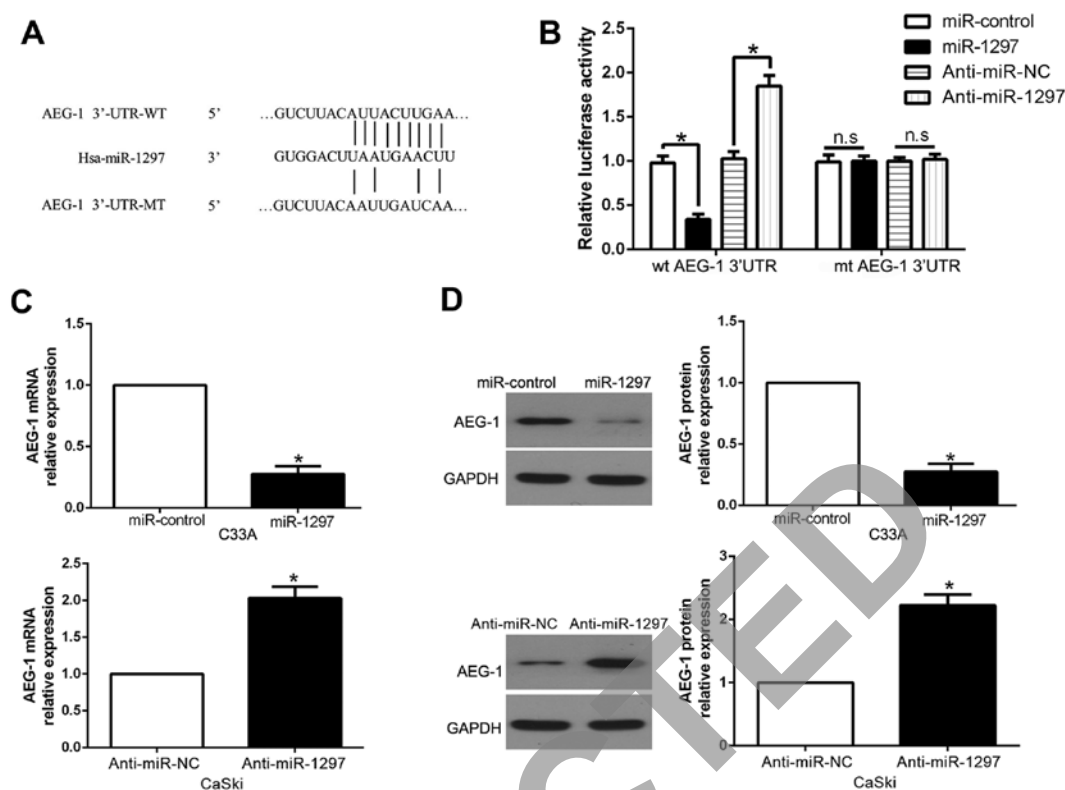 A
AEG-1 3'-UTR-WT 5' ...GUCUUACAUUACUUGAA...
Hsa-miR-1297 3' GUGGACUUAAUGAACUU
AEG-1 3'-UTR-MT 5' ...GUCUUACAAUUGAUCAA...
B
miR-control
miR-1297
Anti-miR-NC
Anti-miR-1297
Relative luciferase activity
2.5
2.0
1.5
1.0
0.5
0.0
* * n.s n.s
wt AEG-1 3'UTR mt AEG-1 3'UTR
C
AEG-1 mRNA
relative expression
1.5
1.0
0.5
0.0
*
miR-control miR-1297
C33A
AEG-1 mRNA
relative expression
2.5
2.0
1.5
1.0
0.5
0.0
*
Anti-miR-NC Anti-miR-1297
CaSki
D
miR-control miR-1297
AEG-1
GAPDH
AEG-1 protein
relative expression
1.5
1.0
0.5
0.0
*
miR-control miR-1297
C33A
Anti-miR-NC Anti-miR-1297
AEG-1
GAPDH
AEG-1 protein
relative expression
3
2
1
0
*
Anti-miR-NC Anti-miR-1297
CaSki
CTED